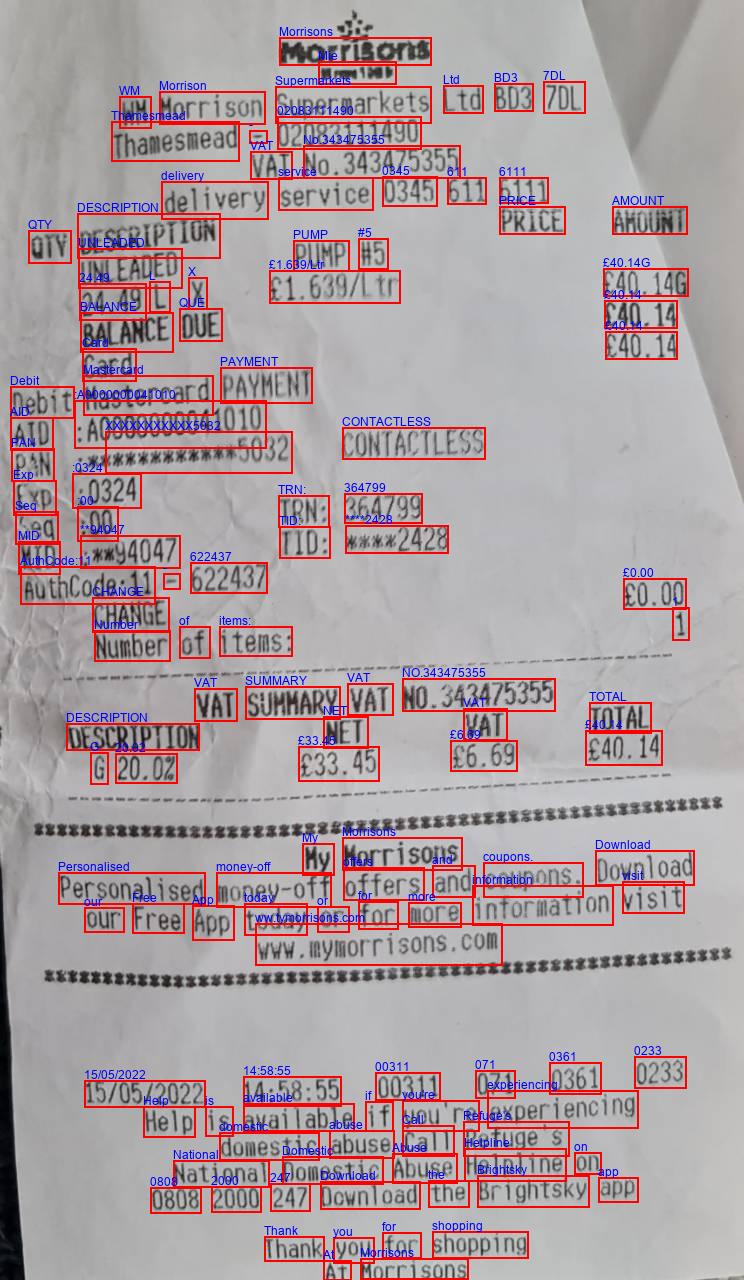 Morrisons
WM Morrison Supermarkets Ltd BD3 7DL
Thamesmead - 02083111490
VAT No.343475355
delivery service 0345 611 6111
QTY DESCRIPTION PRICE AMOUNT
UNLEADED PUMP #5
24.49 L X £1.639/Ltr £40.14G
BALANCE DUE £40.14
Card £40.14
Debit Mastercard PAYMENT
AID :A0000000041010
PAN :************5032 CONTACTLESS
Exp :0324
Seq :00 TRN: 364799
MID :**94047 TID: ****2428
AuthCode:11 - 622437
CHANGE £0.00
Number of items: 1
VAT SUMMARY VAT NO.343475355
DESCRIPTION NET VAT TOTAL
G 20.0% £33.45 £6.69 £40.14
My Morrisons
Personalised money-off offers and coupons. Download
our Free App today or for more information visit
www.mymorrisons.com
15/05/2022 14:58:55 00311 071 0361 0233
Help is available if you're experiencing
domestic abuse Call Refuge's
National Domestic Abuse Helpline on
0808 2000 247 Download the Brightsky app
Thank you for shopping
At Morrisons